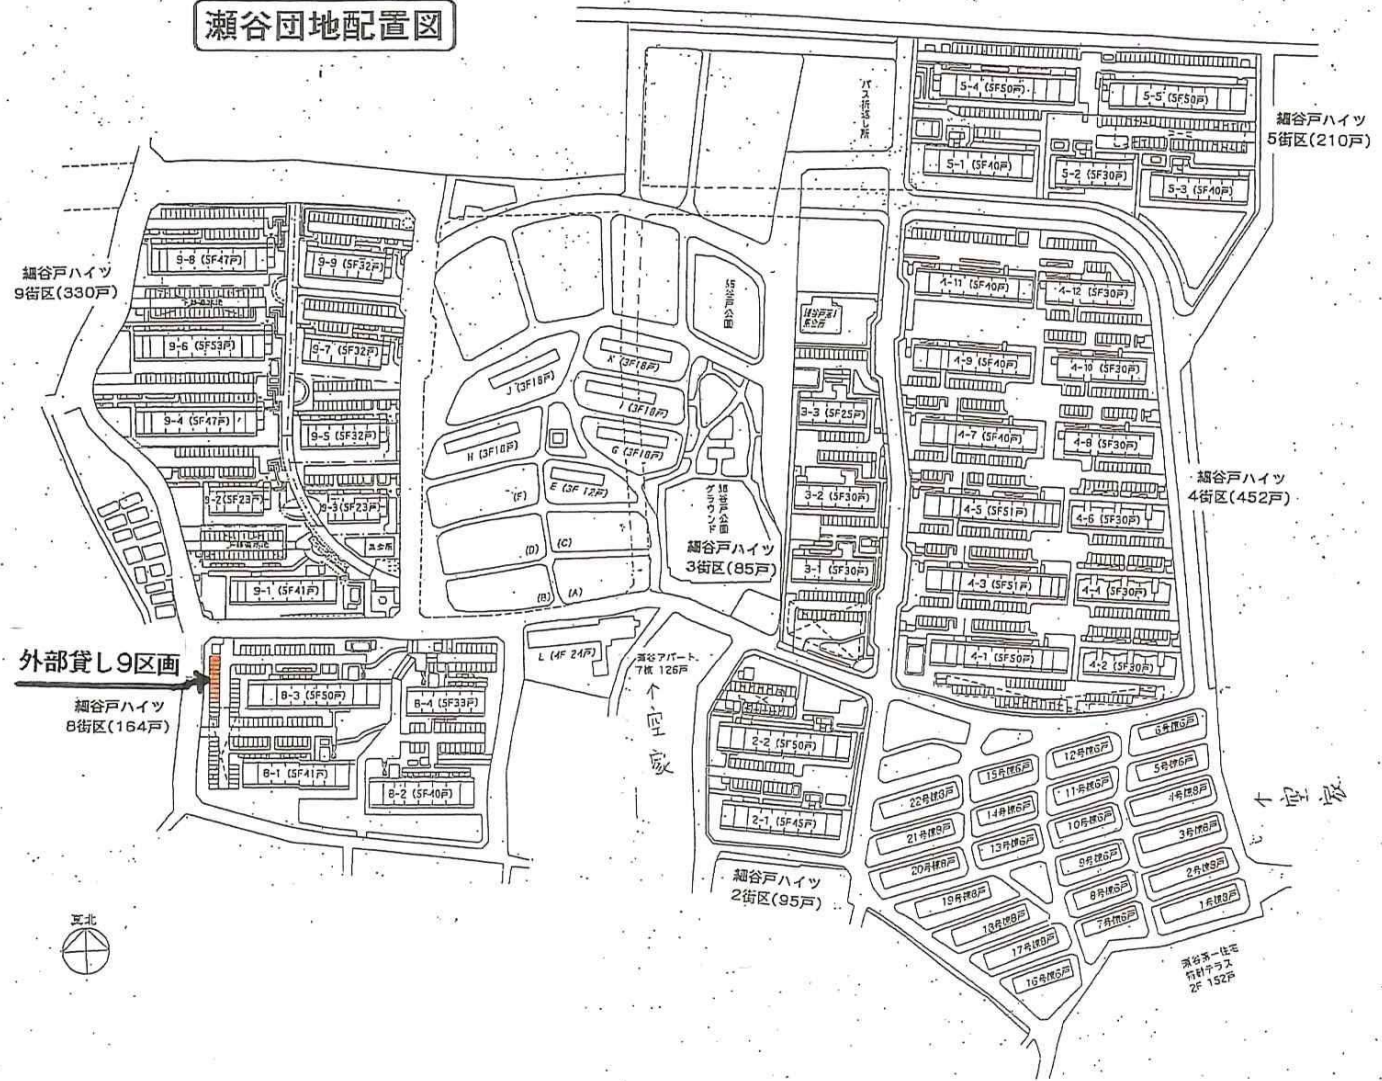 瀬谷団地配置図
バス折返し所
5-4 (5F50戸)
5-5 (5F50戸)
細谷戸ハイツ
5街区(210戸)
5-1 (5F40戸)
5-2 (5F30戸)
5-3 (5F40戸)
細谷戸ハイツ
9街区(330戸)
9-8 (5F47戸)
9-9 (5F32戸)
9-6 (5F53戸)
9-7 (5F32戸)
9-4 (5F47戸)
9-5 (5F32戸)
9-2(5F23戸)
9-3(5F23戸)
集会所
9-1 (5F41戸)
K (3F18戸)
J (3F18戸)
I (3F18戸)
H (3F18戸)
G (3F18戸)
(F)
E (3F 12戸)
(D)
(C)
(B)
(A)
細谷戸公園
グラウンド
細谷戸ハイツ
3街区(85戸)
3-3 (5F25戸)
3-2 (5F30戸)
3-1 (5F30戸)
4-11 (5F40戸)
4-12 (5F30戸)
4-9 (5F40戸)
4-10 (5F30戸)
4-7 (5F40戸)
4-8 (5F30戸)
4-5 (5F51戸)
4-6 (5F30戸)
4-3 (5F51戸)
4-4 (5F30戸)
4-1 (5F50戸)
4-2 (5F30戸)
細谷戸ハイツ
4街区(452戸)
外部貸し9区画
細谷戸ハイツ
8街区(164戸)
8-3 (5F50戸)
8-4 (5F33戸)
8-1 (5F41戸)
8-2 (5F40戸)
L (4F 24戸)
瀬谷アパート
7棟 126戸
↑空家
2-2 (5F50戸)
2-1 (5F45戸)
細谷戸ハイツ
2街区(95戸)
6号棟6戸
12号棟6戸
5号棟6戸
15号棟6戸
11号棟6戸
4号棟8戸
22号棟8戸
14号棟6戸
10号棟6戸
3号棟8戸
21号棟8戸
13号棟6戸
9号棟6戸
2号棟8戸
20号棟8戸
8号棟6戸
1号棟8戸
19号棟8戸
7号棟6戸
18号棟8戸
17号棟8戸
16号棟6戸
↑空家
瀬谷第一住宅
2F 152戸
真北